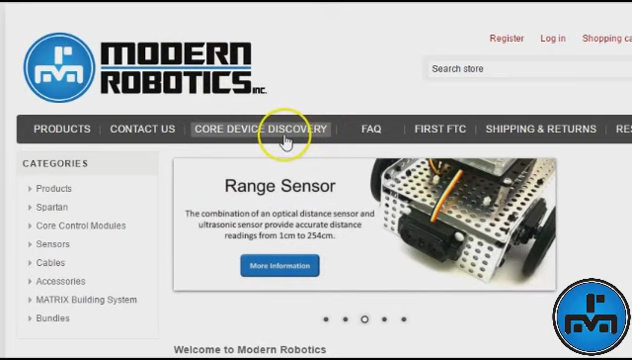 MODERN
ROBOTICS INC.
Register Log in Shopping ca
Search store
PRODUCTS CONTACT US CORE DEVICE DISCOVERY FAQ FIRST FTC SHIPPING & RETURNS RES
CATEGORIES
Products
Spartan
Core Control Modules
Sensors
Cables
Accessories
MATRIX Building System
Bundles
Range Sensor
The combination of an optical distance sensor and
ultrasonic sensor provide accurate distance
readings from 1cm to 254cm.
More Information
Welcome to Modern Robotics